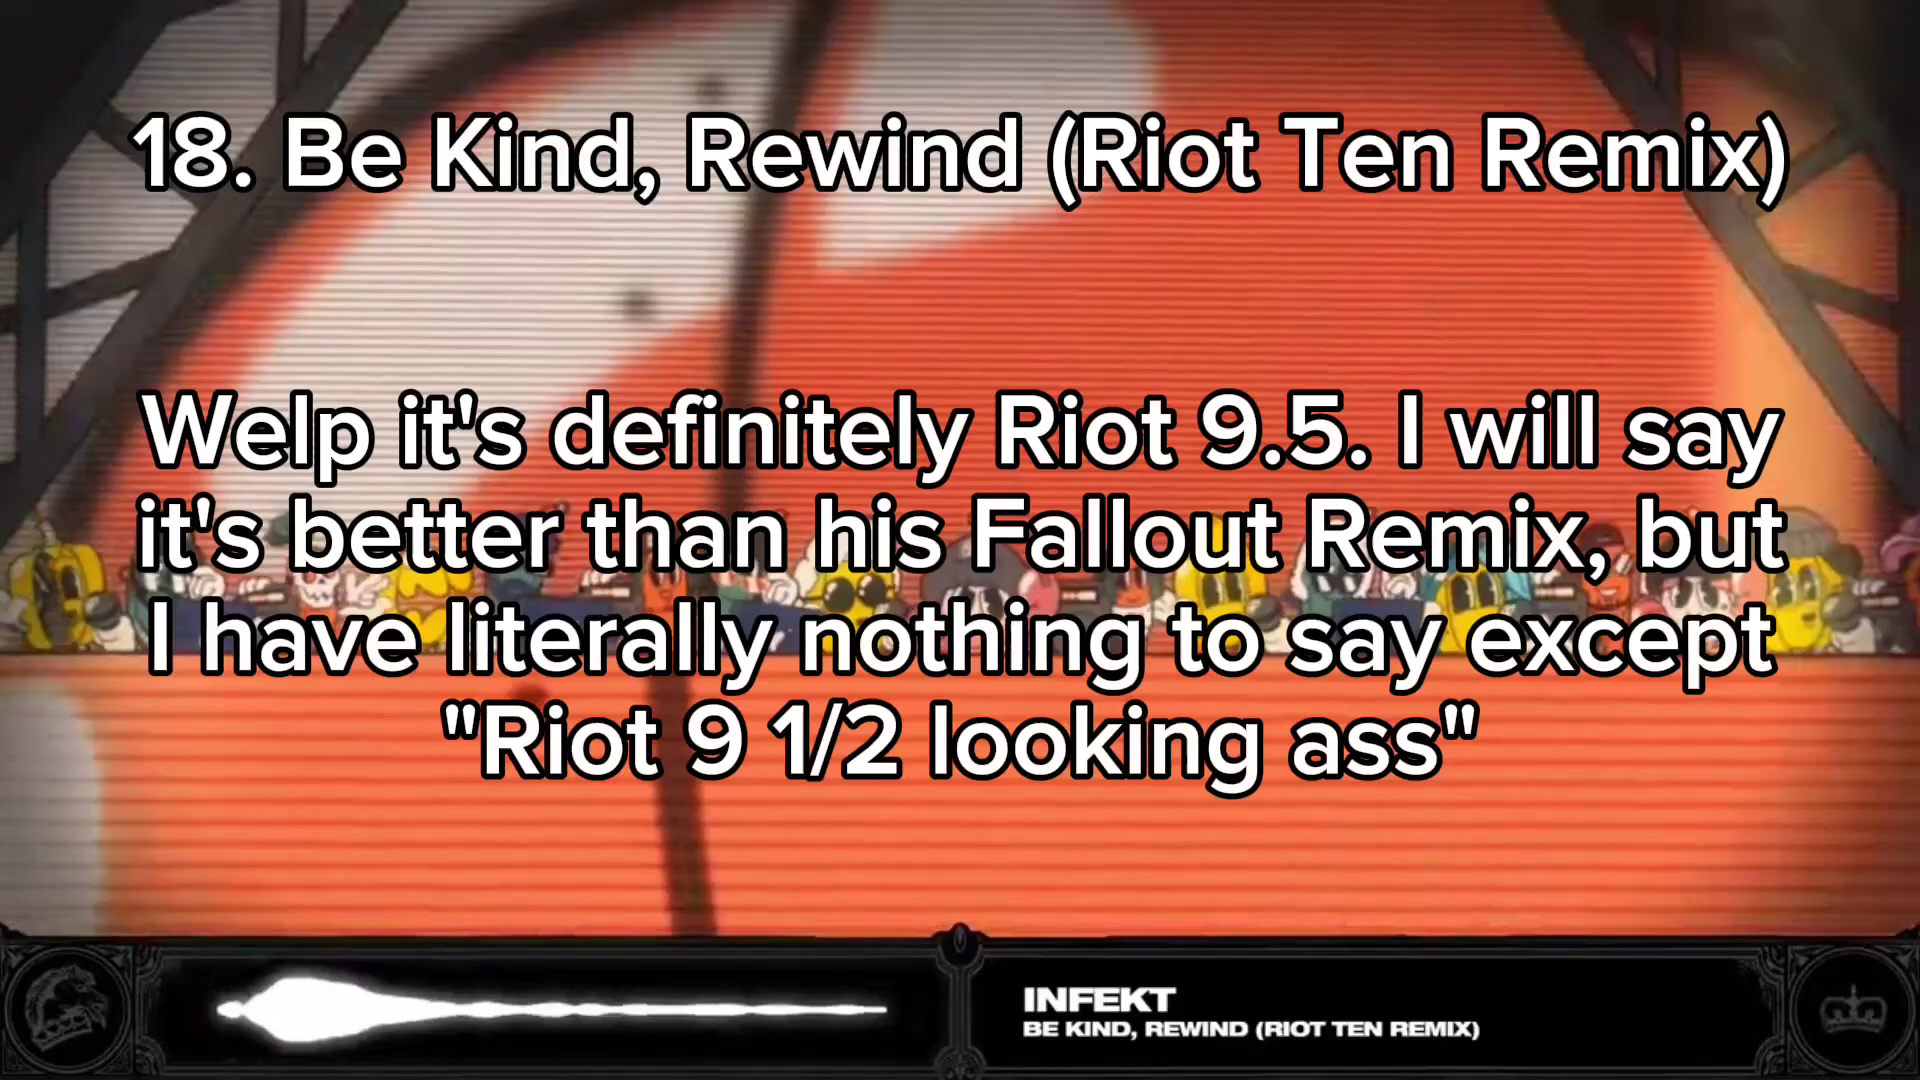 18. Be Kind, Rewind (Riot Ten Remix)
Welp it's definitely Riot 9.5. I will say
it's better than his Fallout Remix, but
I have literally nothing to say except
"Riot 9 1/2 looking ass"
INFEKT
BE KIND, REWIND (RIOT TEN REMIX)